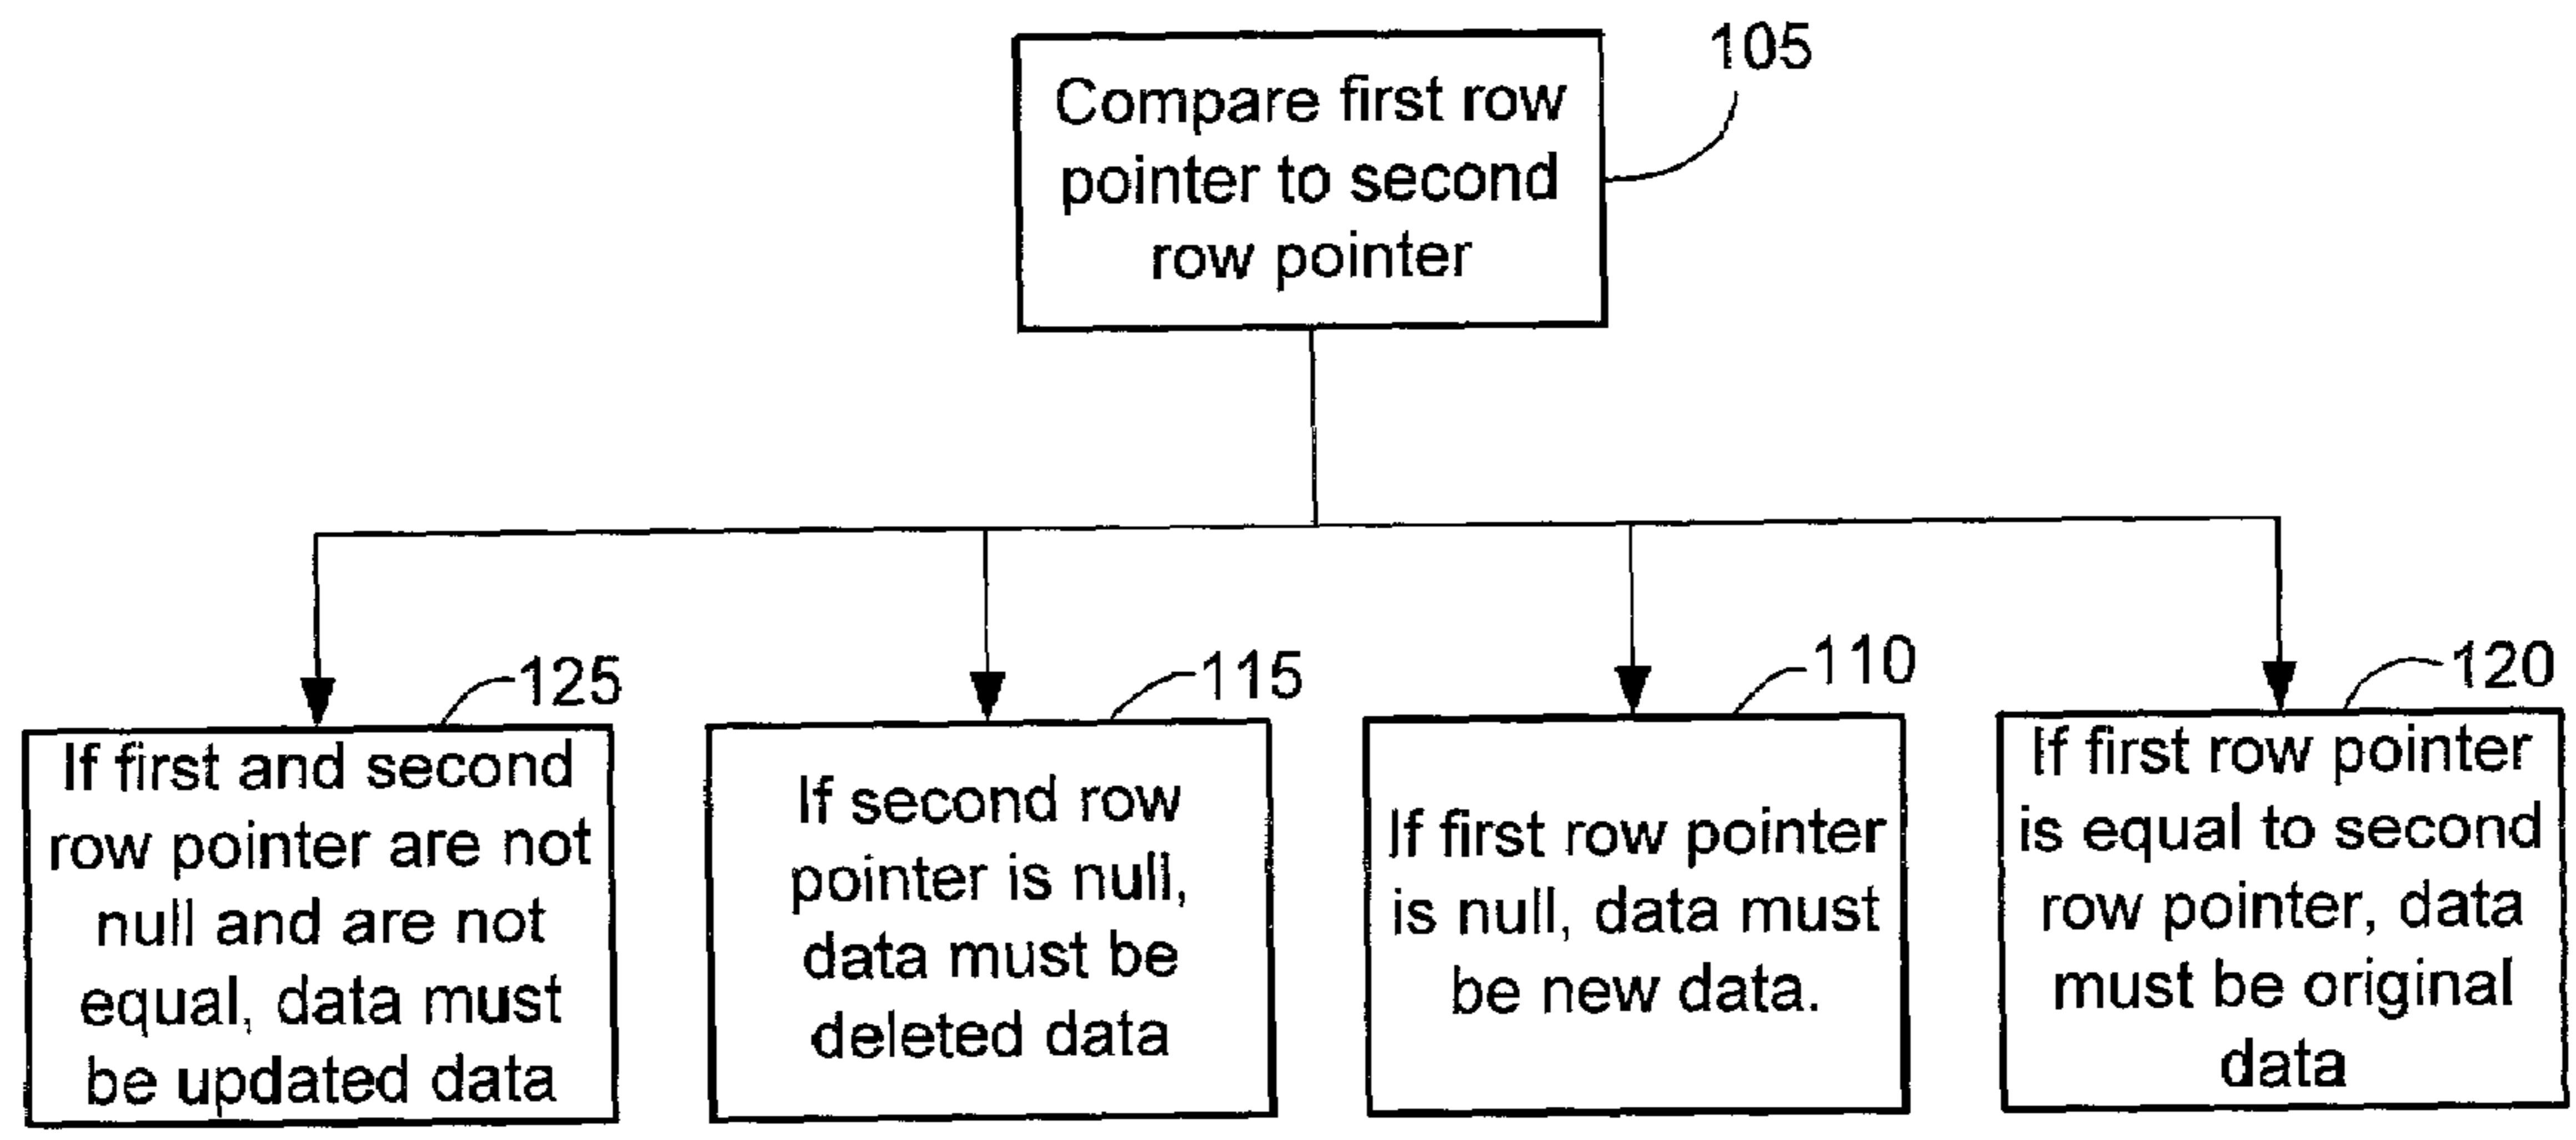 105
Compare first row
pointer to second
row pointer
125
If first and second
row pointer are not
null and are not
equal, data must
be updated data
115
If second row
pointer is null,
data must be
deleted data
110
If first row pointer
is null, data must
be new data.
120
If first row pointer
is equal to second
row pointer, data
must be original
data